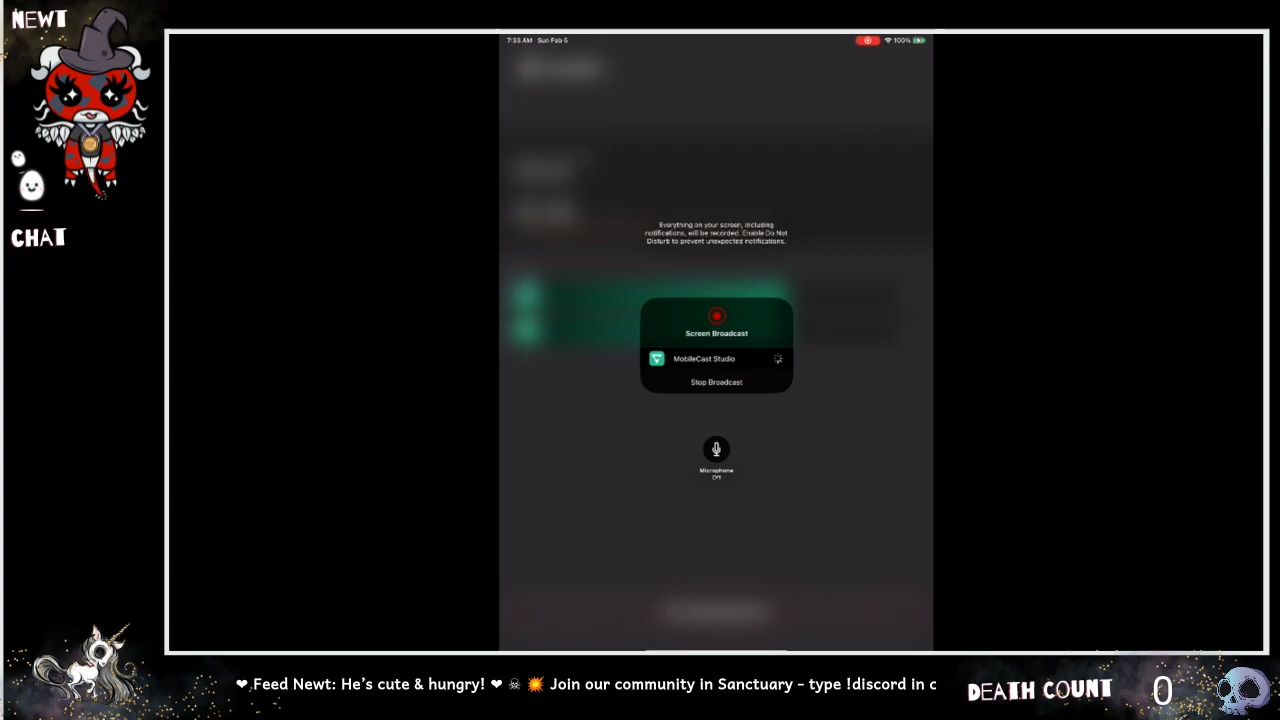 NEWT
CHAT
7:33 AM Sun Feb 5
100%
Everything on your screen, including
notifications, will be recorded. Enable Do Not
Disturb to prevent unexpected notifications.
Screen Broadcast
MobileCast Studio
Stop Broadcast
Microphone
Off
❤ Feed Newt: He's cute & hungry! ❤ ☠ 💥 Join our community in Sanctuary - type !discord in c
DEATH COUNT 0